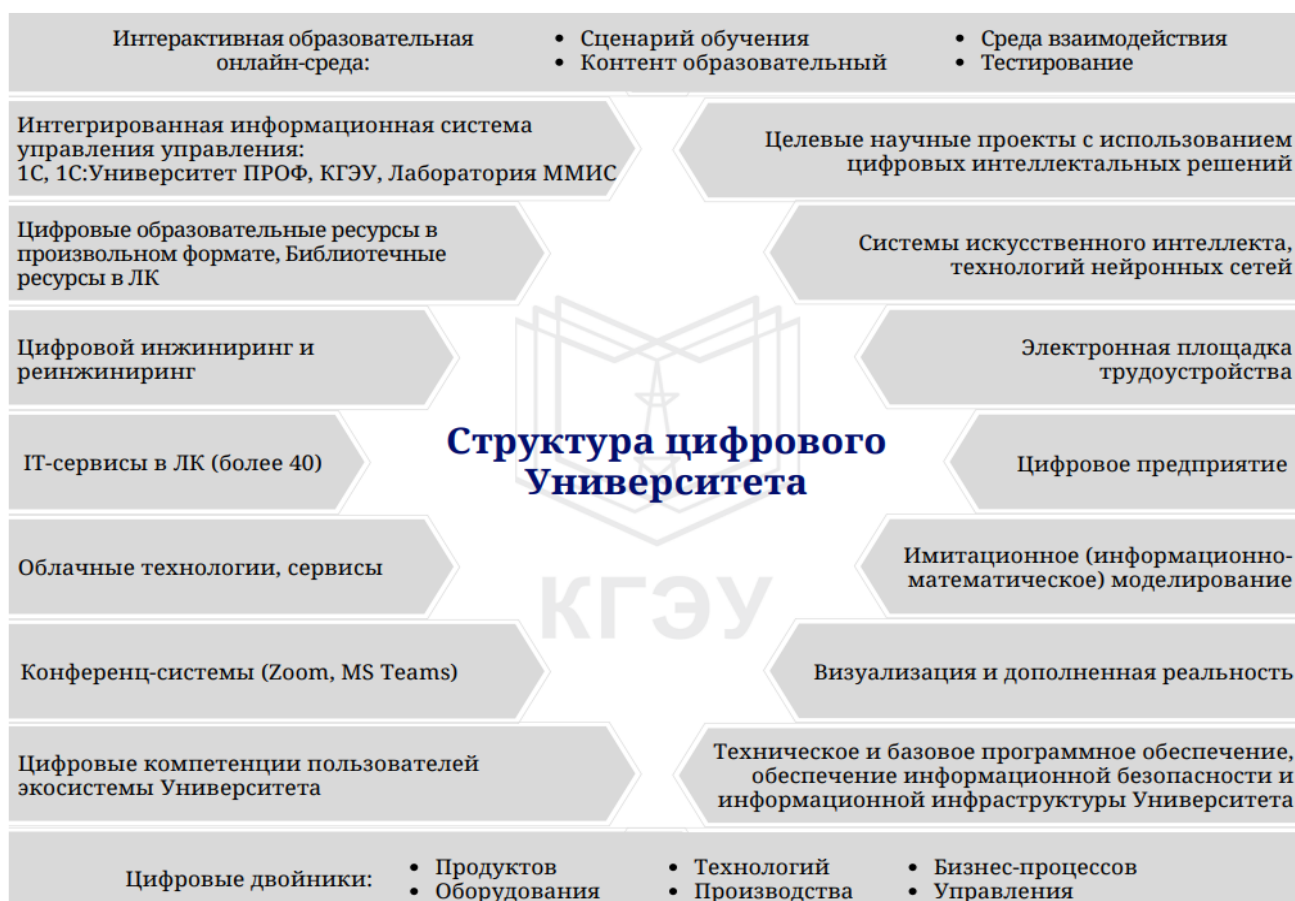 Интерактивная образовательная
онлайн-среда:
• Сценарий обучения
• Контент образовательный
• Среда взаимодействия
• Тестирование
Интегрированная информационная система
управления управления:
1С, 1С:Университет ПРОФ, КГЭУ, Лаборатория ММИС
Целевые научные проекты с использованием
цифровых интеллектальных решений
Цифровые образовательные ресурсы в
произвольном формате, Библиотечные
ресурсы в ЛК
Системы искусственного интеллекта,
технологий нейронных сетей
Цифровой инжиниринг и
реинжиниринг
Электронная площадка
трудоустройства
Структура цифрового
Университета
IT-сервисы в ЛК (более 40)
Цифровое предприятие
Облачные технологии, сервисы
Имитационное (информационно-
математическое) моделирование
КГЭУ
Конференц-системы (Zoom, MS Teams)
Визуализация и дополненная реальность
Цифровые компетенции пользователей
экосистемы Университета
Техническое и базовое программное обеспечение,
обеспечение информационной безопасности и
информационной инфраструктуры Университета
Цифровые двойники:
• Продуктов
• Оборудования
• Технологий
• Производства
• Бизнес-процессов
• Управления